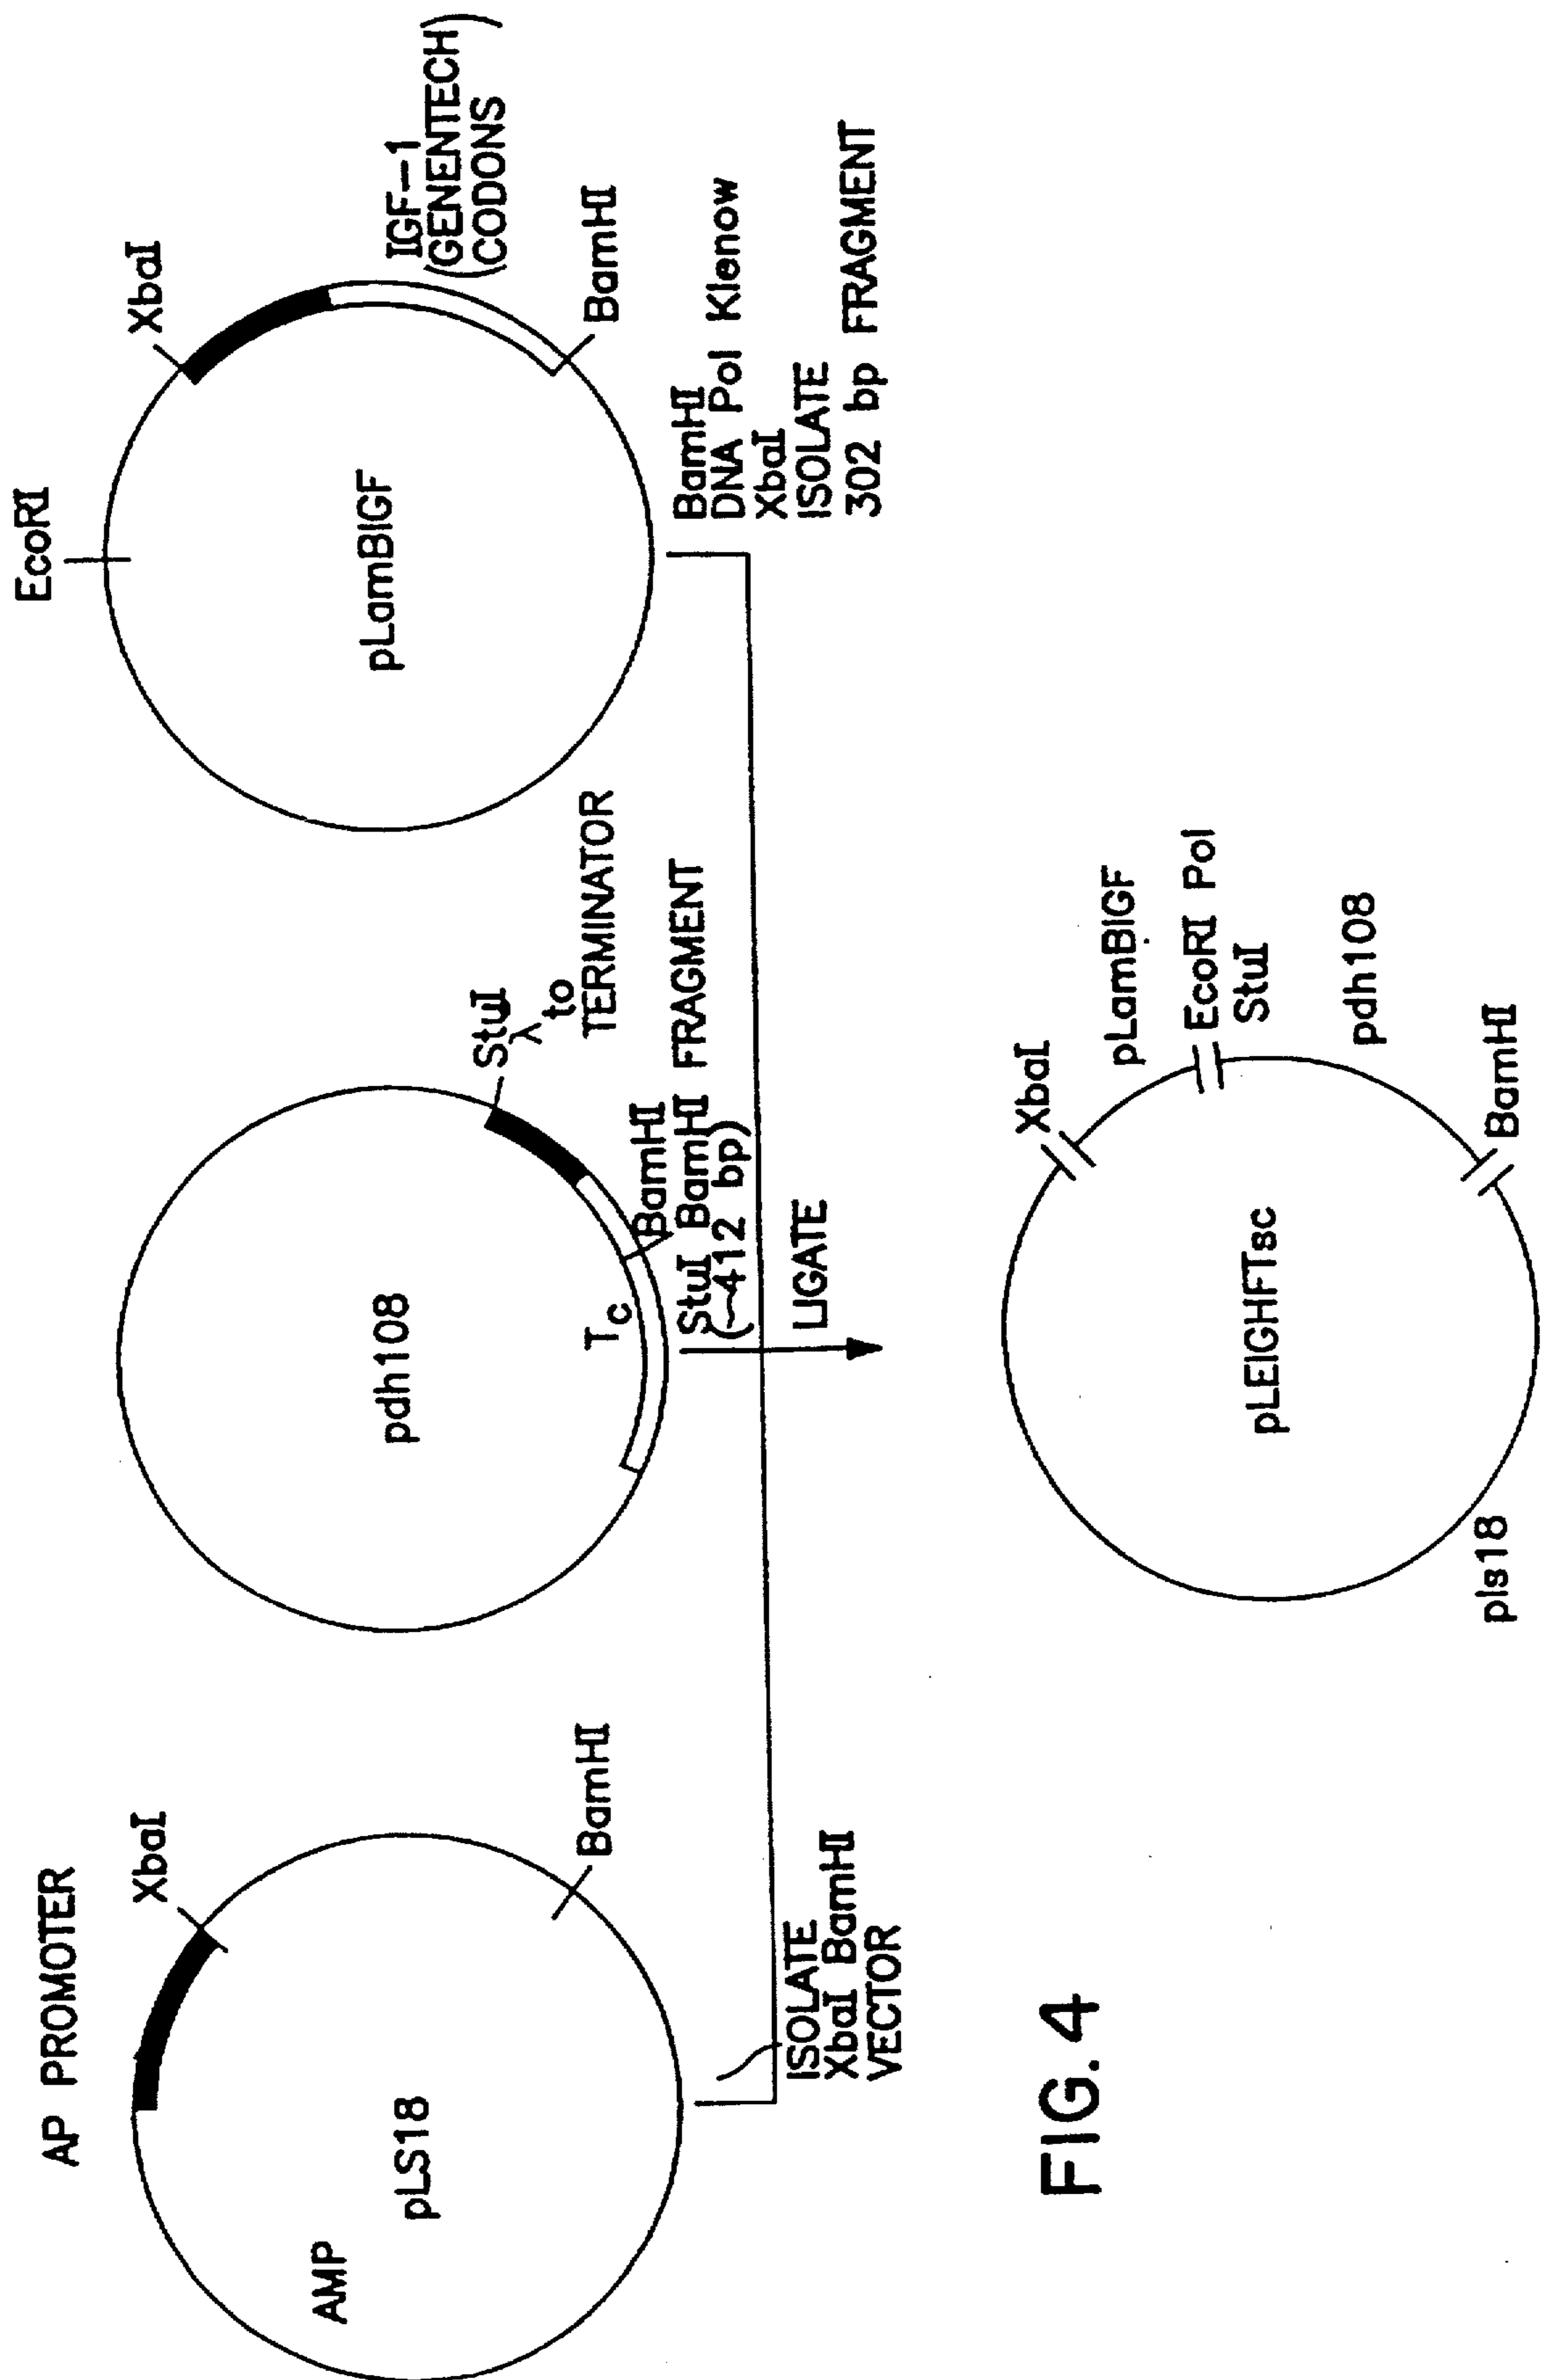 AP PROMOTER
XbaI
AMP
pLS18
BamHI
ISOLATE
XbaI BamHI
VECTOR
pdh108
StuI
λ to
TERMINATOR
Tc
BamHI
StuI BamHI FRAGMENT
(~412 bp)
LIGATE
EcoRI
XbaI
pLamBIGF
IGF-1
(GENENTECH)
(CODONS)
BamHI
BamHI
DNA Pol Klenow
XbaI
ISOLATE
302 bp FRAGMENT
XbaI
pLamBIGF
EcoRI Pol
StuI
pdh108
BamHI
pLEIGHFTsc
pls18
FIG. 4